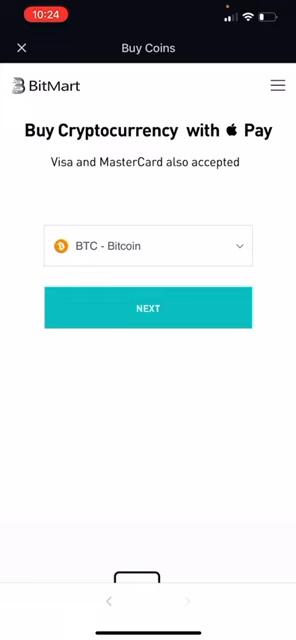 10:24
Buy Coins
BitMart
Buy Cryptocurrency with Pay
Visa and MasterCard also accepted
BTC - Bitcoin
NEXT